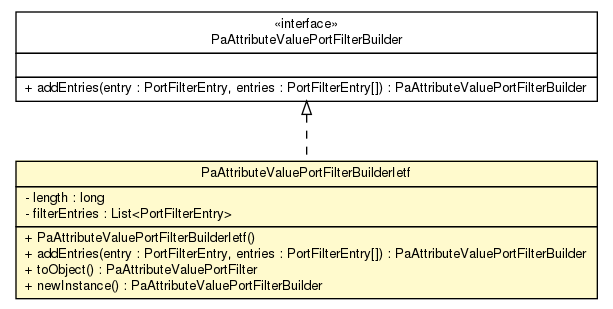 «interface»
PaAttributeValuePortFilterBuilder
+ addEntries(entry : PortFilterEntry, entries : PortFilterEntry[]) : PaAttributeValuePortFilterBuilder
PaAttributeValuePortFilterBuilderIetf
- length : long
- filterEntries : List<PortFilterEntry>
+ PaAttributeValuePortFilterBuilderIetf()
+ addEntries(entry : PortFilterEntry, entries : PortFilterEntry[]) : PaAttributeValuePortFilterBuilder
+ toObject() : PaAttributeValuePortFilter
+ newInstance() : PaAttributeValuePortFilterBuilder